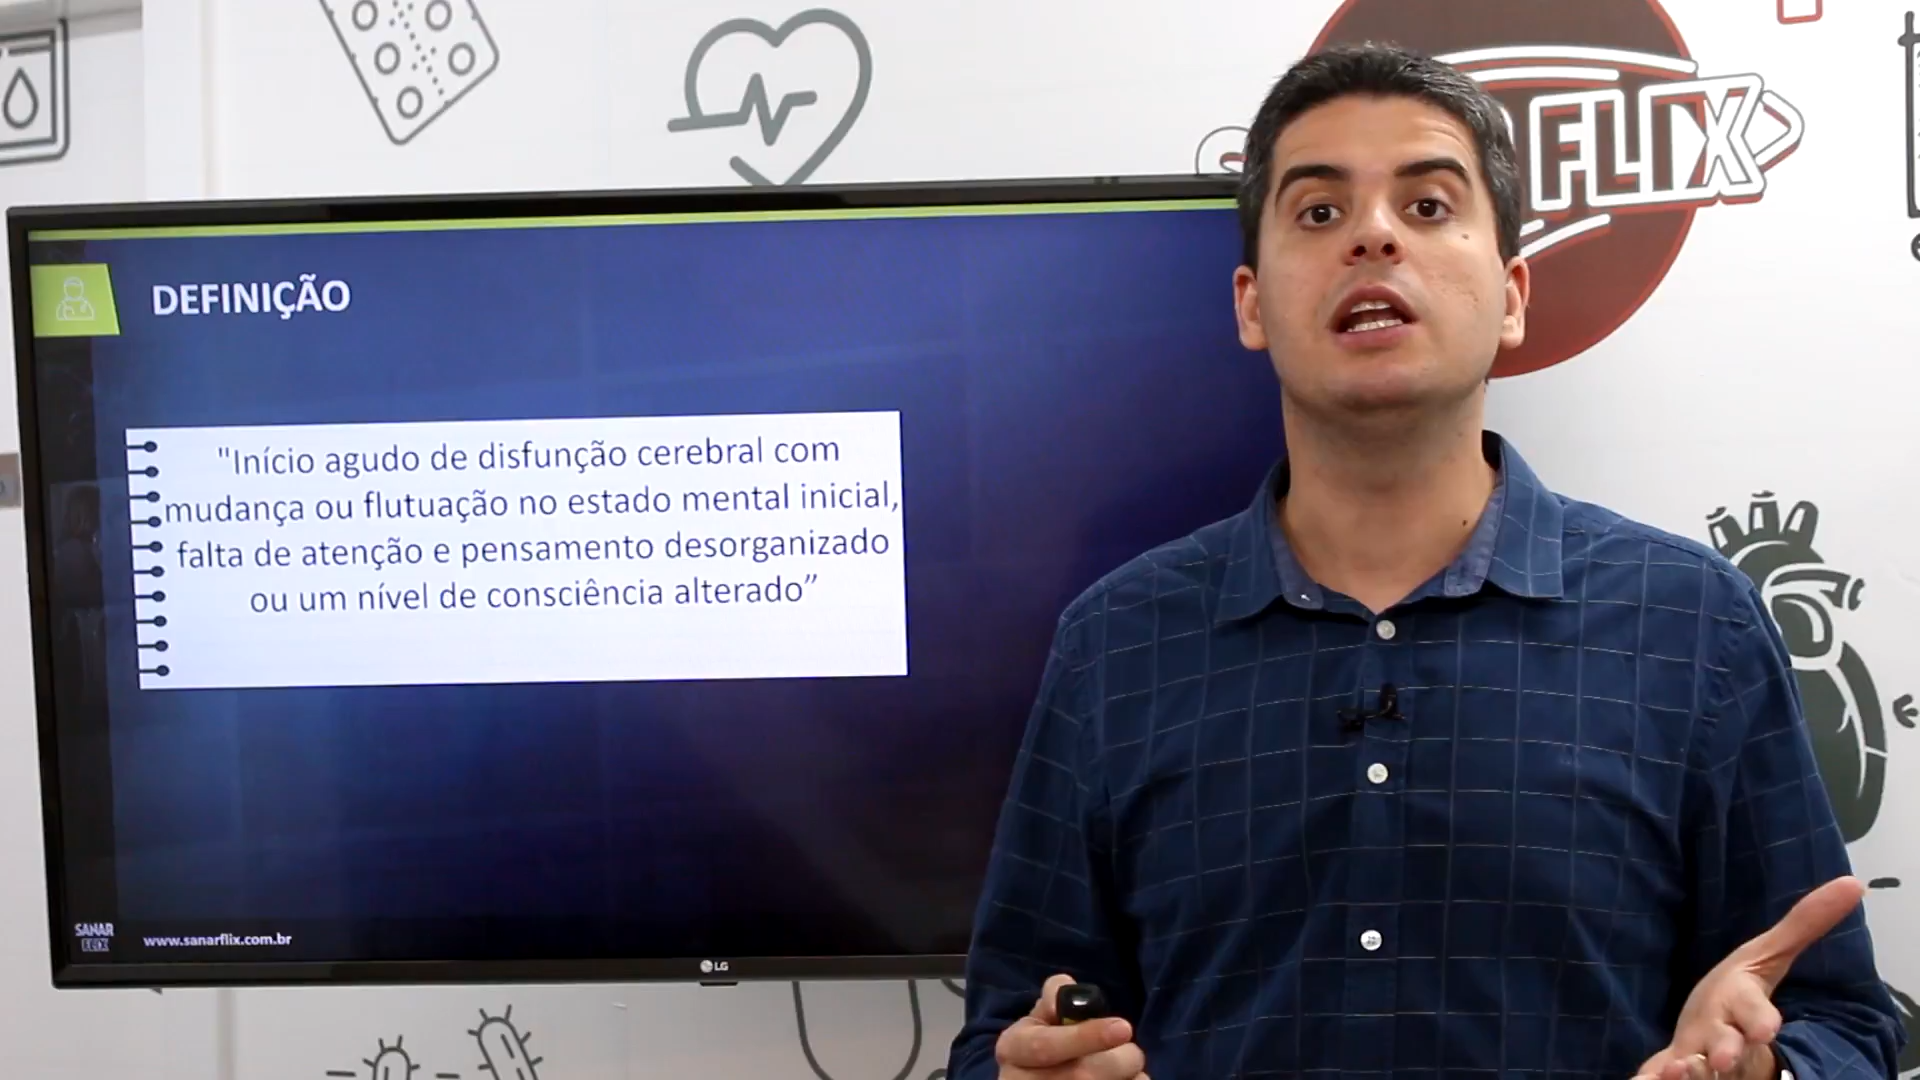 FLIX
DEFINIÇÃO
"Início agudo de disfunção cerebral com
mudança ou flutuação no estado mental inicial,
falta de atenção e pensamento desorganizado
ou um nível de consciência alterado”
SANAR
FLIX
www.sanarflix.com.br
LG